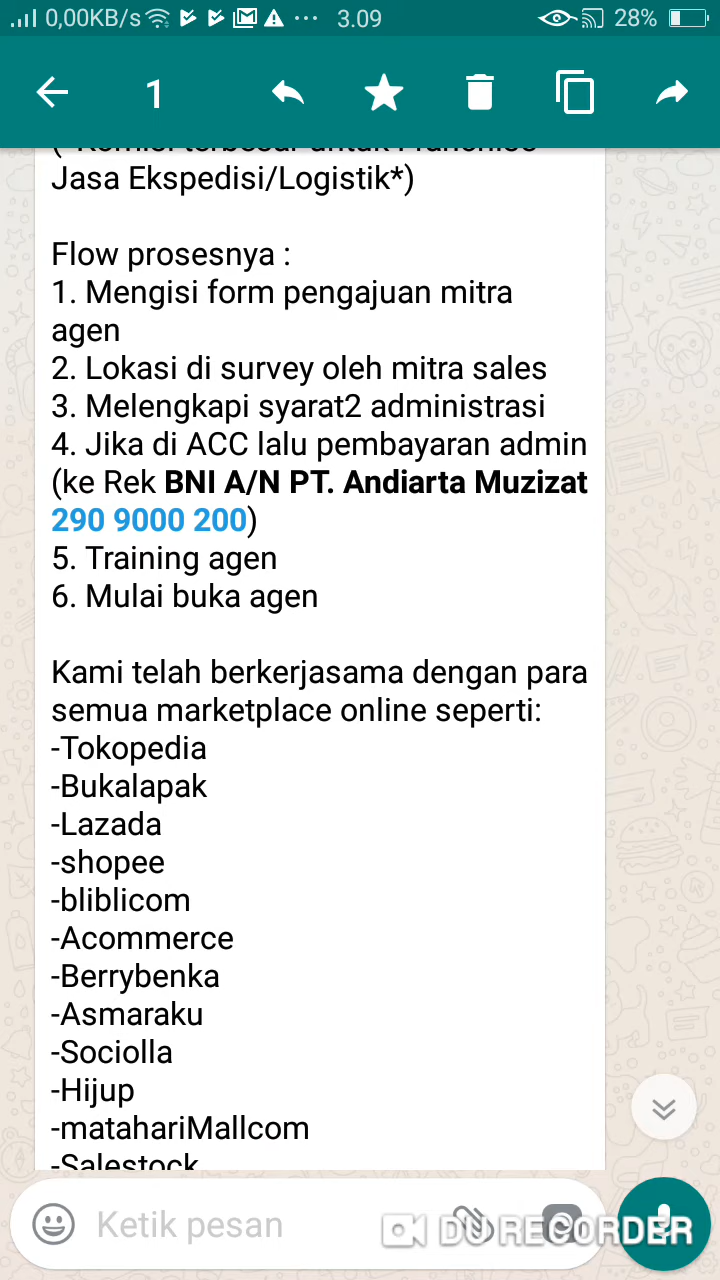 0,00KB/s ... 3.09 28%
1
Jasa Ekspedisi/Logistik*)
Flow prosesnya :
1. Mengisi form pengajuan mitra
agen
2. Lokasi di survey oleh mitra sales
3. Melengkapi syarat2 administrasi
4. Jika di ACC lalu pembayaran admin
(ke Rek BNI A/N PT. Andiarta Muzizat
290 9000 200)
5. Training agen
6. Mulai buka agen
Kami telah berkerjasama dengan para
semua marketplace online seperti:
-Tokopedia
-Bukalapak
-Lazada
-shopee
-bliblicom
-Acommerce
-Berrybenka
-Asmaraku
-Sociolla
-Hijup
-matahariMallcom
-Salestock
Ketik pesan
DU RECORDER